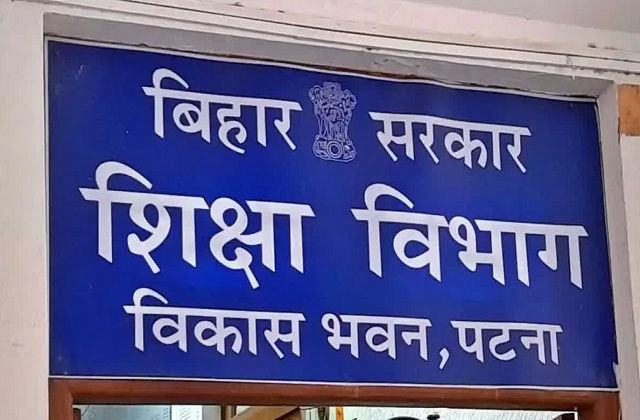 बिहार सरकार
शिक्षा विभाग
विकास भवन, पटना